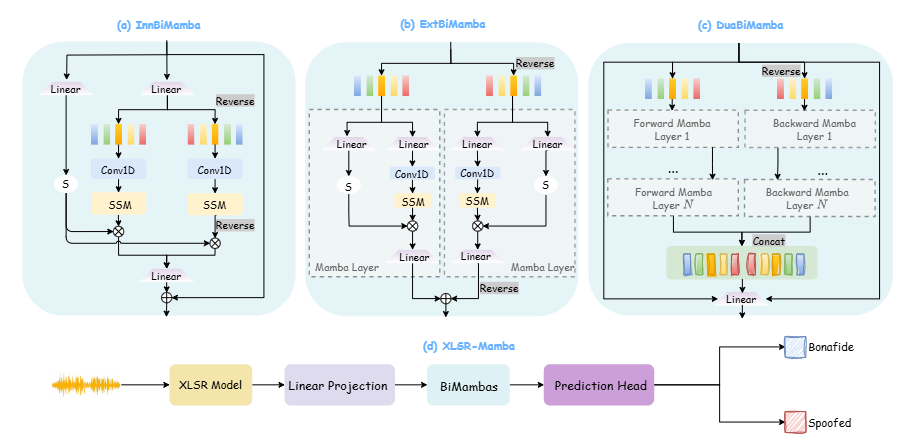 (a) InnBiMamba
Linear
Linear
Reverse
Conv1D
Conv1D
S
SSM
SSM
Reverse
Linear
(b) ExtBiMamba
Reverse
Linear
Linear
Linear
Linear
Conv1D
Conv1D
S
S
SSM
SSM
Linear
Linear
Mamba Layer
Mamba Layer
Reverse
(c) DuaBiMamba
Reverse
Forward Mamba
Layer 1
Backward Mamba
Layer 1
...
...
Forward Mamba
Layer N
Backward Mamba
Layer N
Concat
Linear
(d) XLSR-Mamba
XLSR Model
Linear Projection
BiMambas
Prediction Head
Bonafide
Spoofed